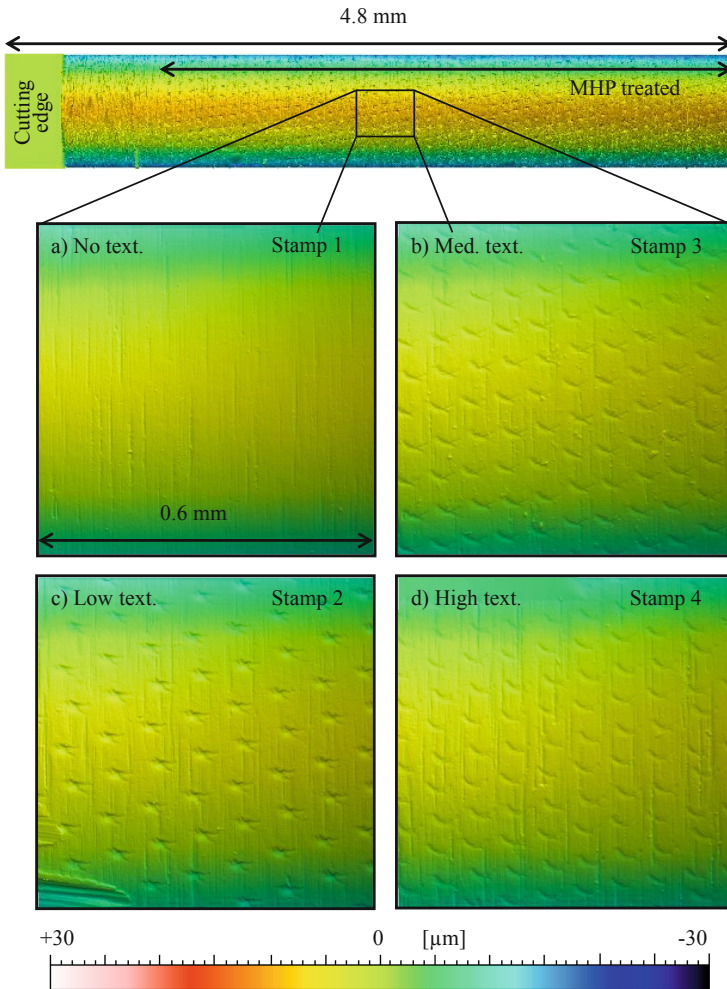 4.8 mm
Cutting
edge
MHP treated
a) No text. Stamp 1
b) Med. text. Stamp 3
0.6 mm
c) Low text. Stamp 2
d) High text. Stamp 4
+30 0 [µm] -30